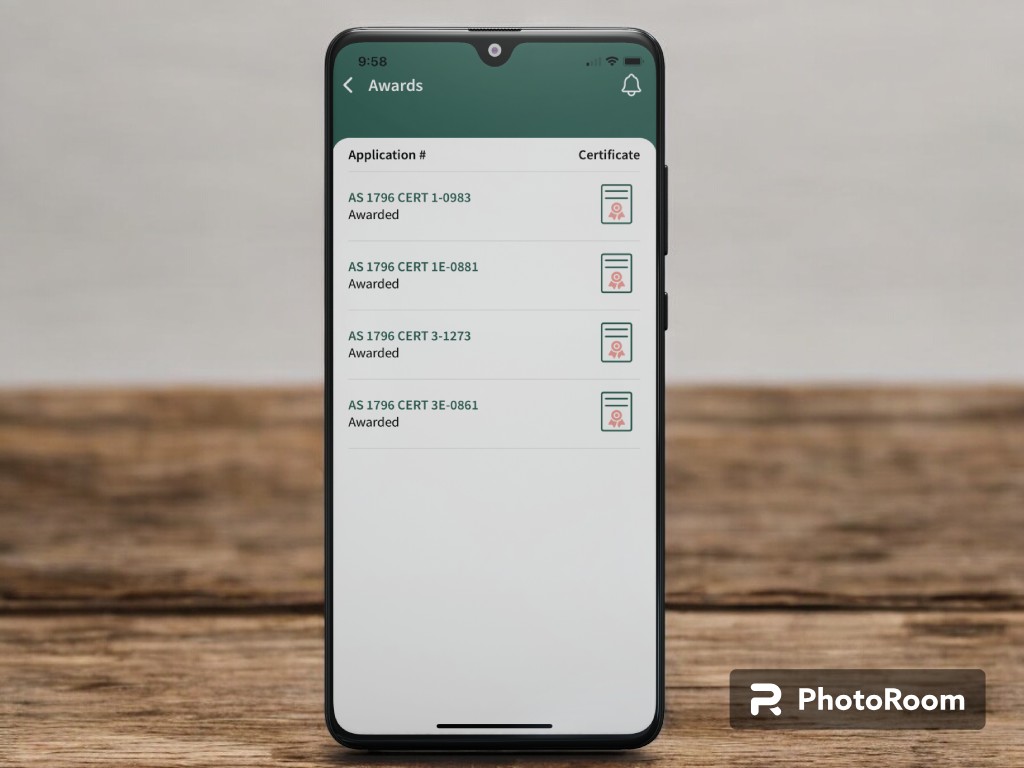 9:58
Awards
Application # Certificate
AS 1796 CERT 1-0983
Awarded
AS 1796 CERT 1E-0881
Awarded
AS 1796 CERT 3-1273
Awarded
AS 1796 CERT 3E-0861
Awarded
PhotoRoom